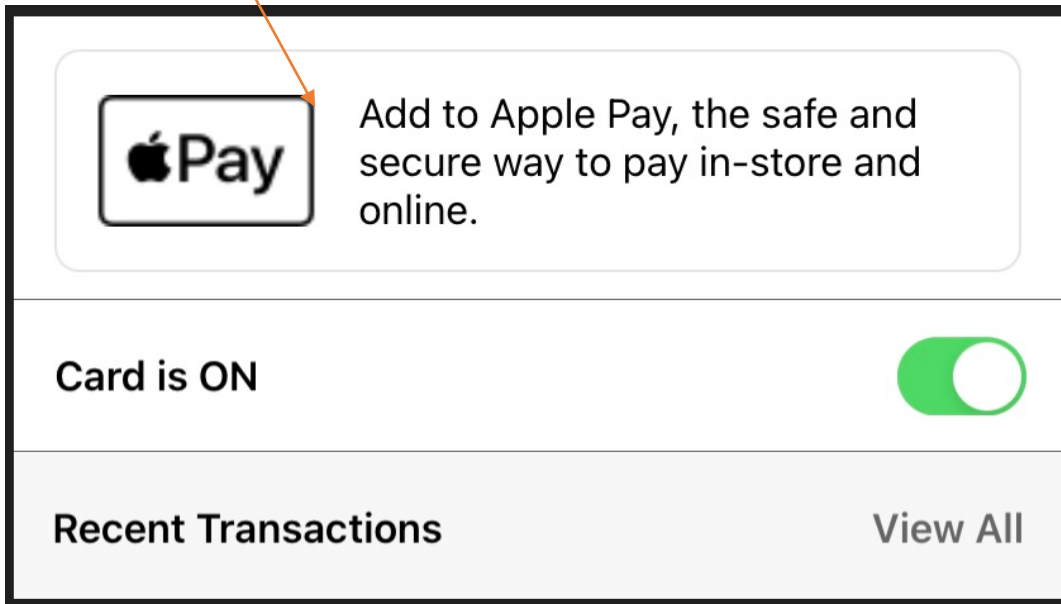 Pay
Add to Apple Pay, the safe and
secure way to pay in-store and
online.
Card is ON
Recent Transactions
View All